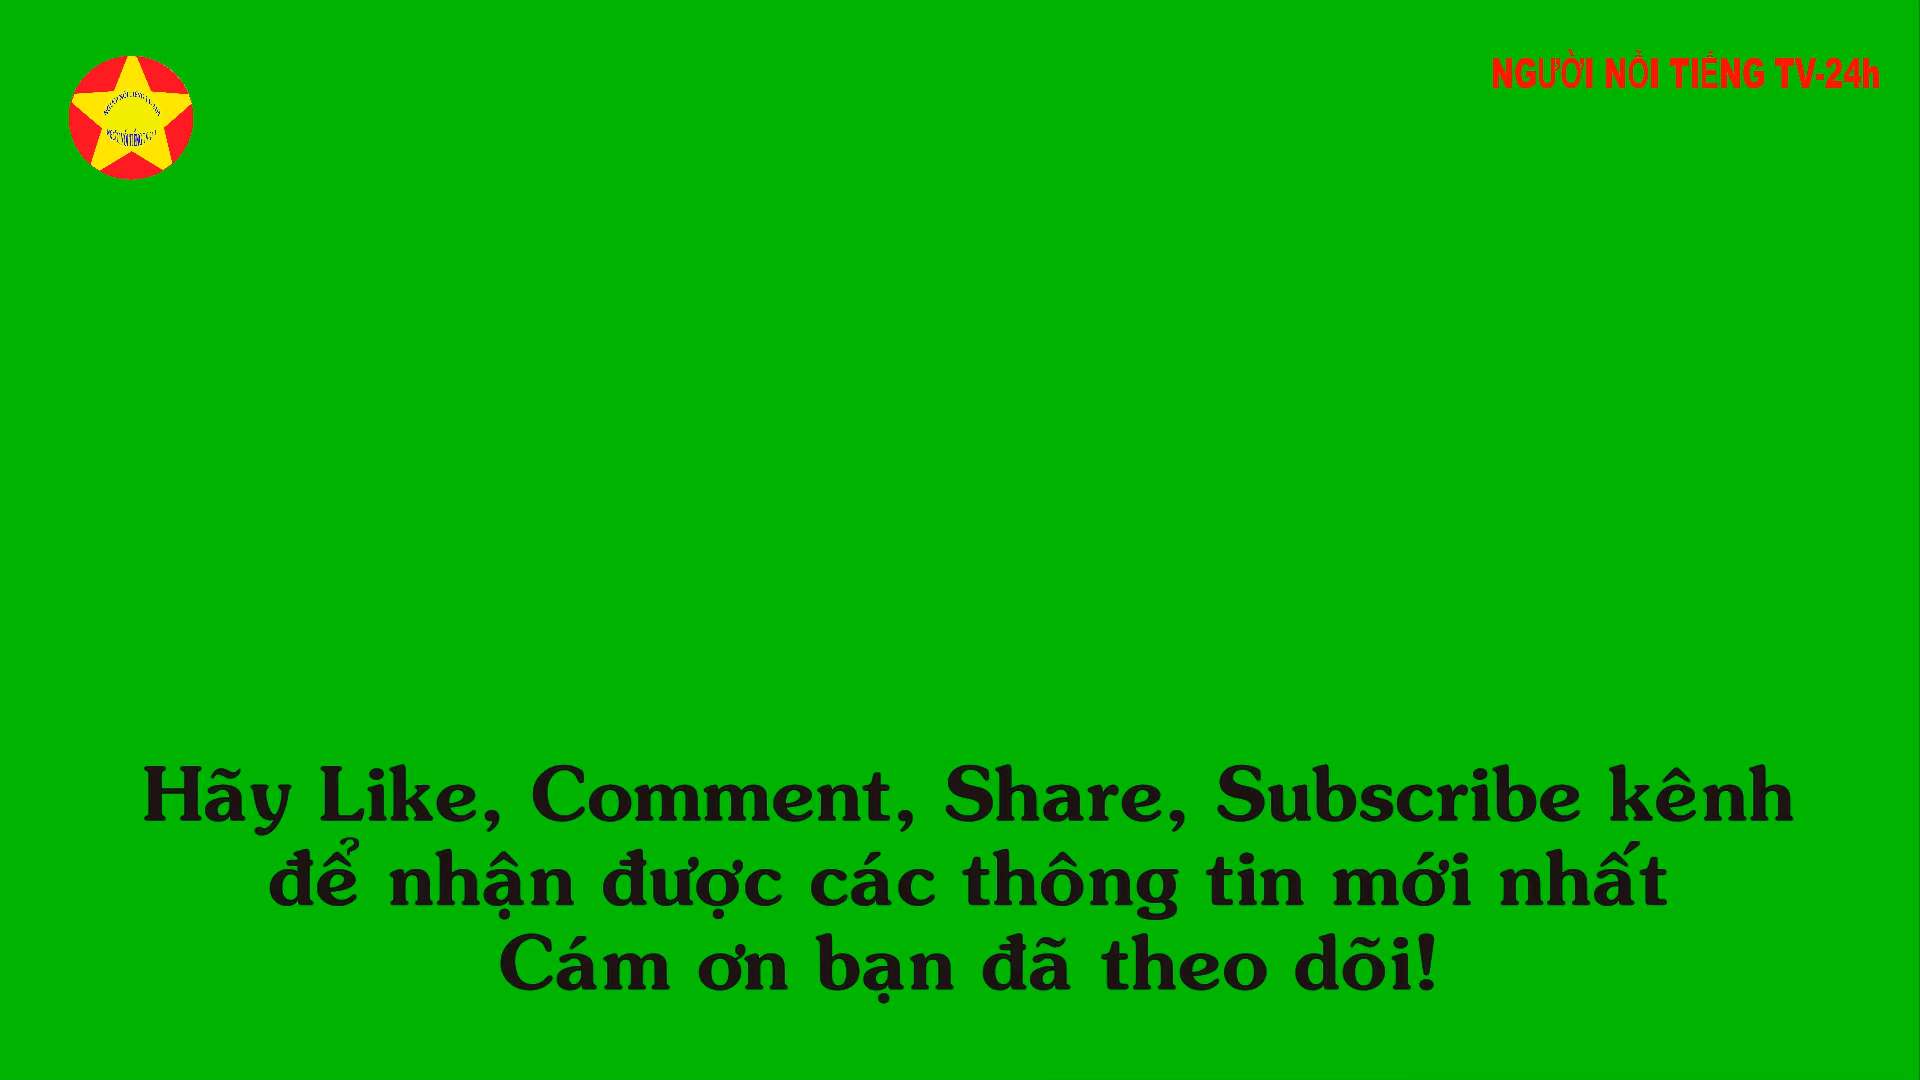 NGƯỜI NỔI TIẾNG TV-24h
Hãy Like, Comment, Share, Subscribe kênh
để nhận được các thông tin mới nhất
Cám ơn bạn đã theo dõi!